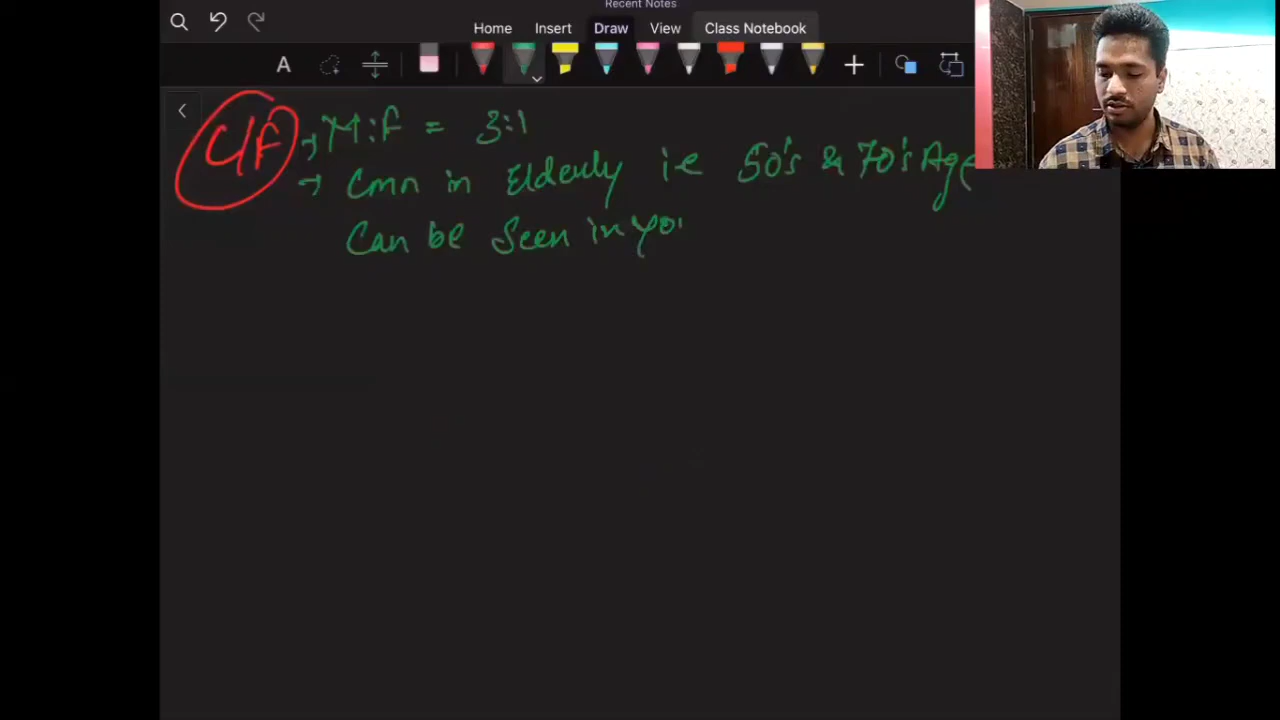 Recent Notes
Home Insert Draw View Class Notebook
A
C/F → M:F = 3:1
→ Cmn in Elderly i.e 50's & 70's Age
Can be Seen in you